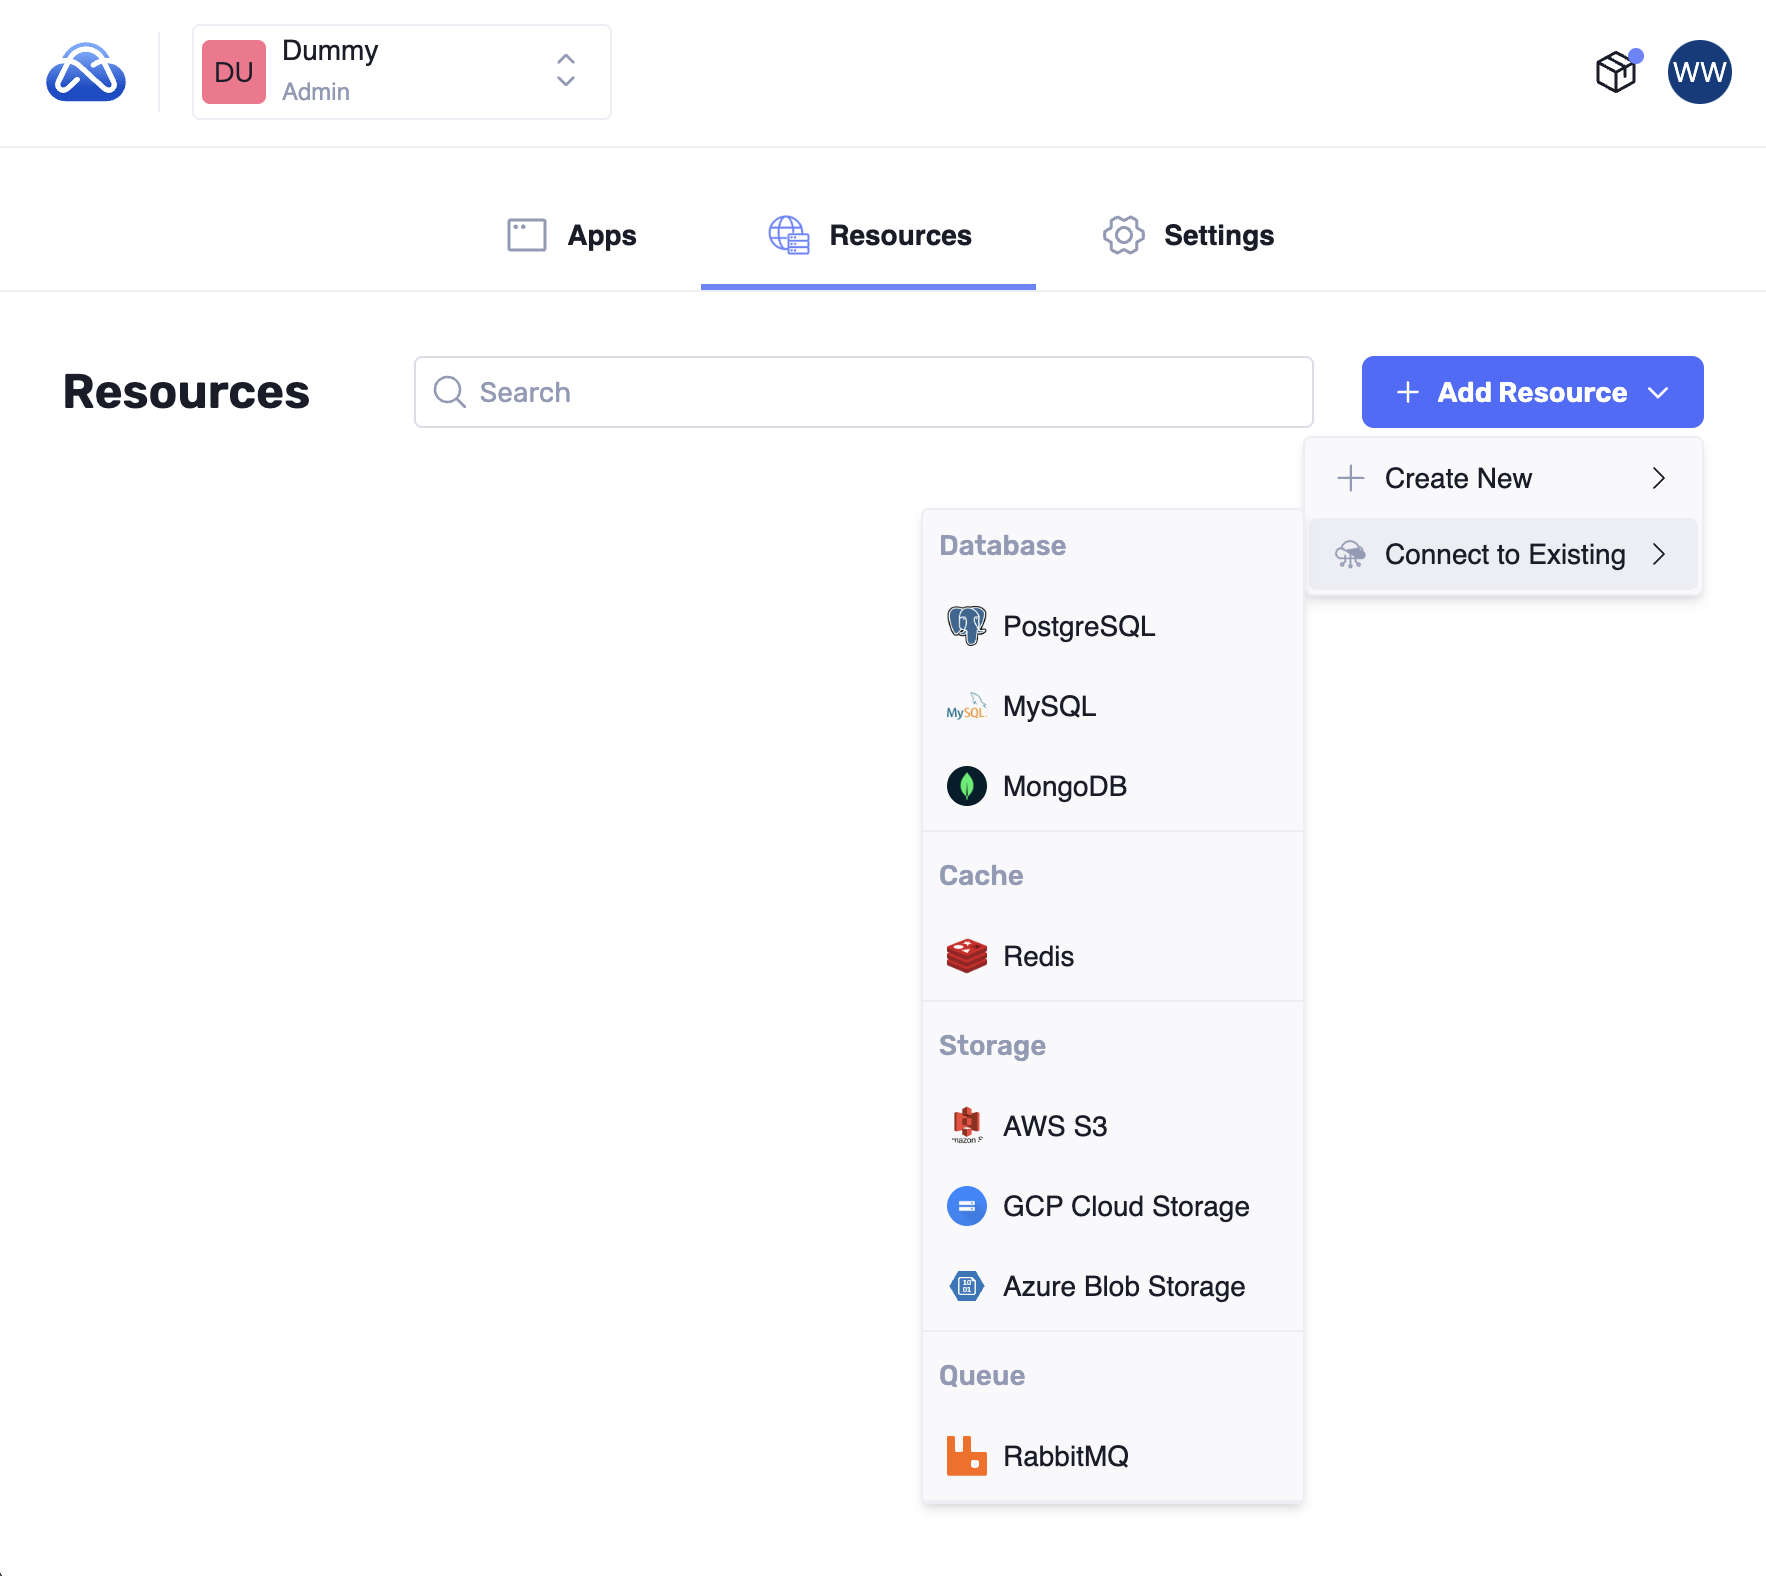 DU
Dummy
Admin
WW
Apps
Resources
Settings
Resources
Search
Add Resource
Create New
Connect to Existing
Database
PostgreSQL
MySQL
MySQL
MongoDB
Cache
Redis
Storage
AWS S3
GCP Cloud Storage
Azure Blob Storage
Queue
RabbitMQ